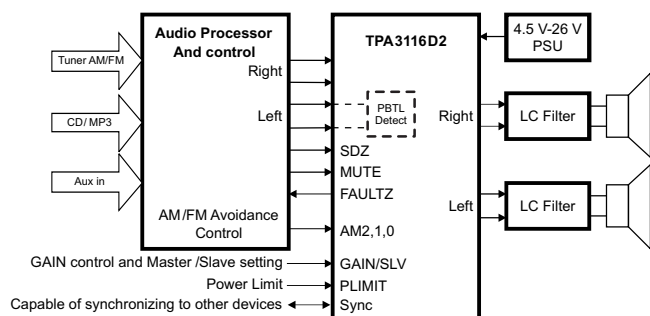 Audio Processor
And control
TPA3116D2
4.5 V-26 V
PSU
Tuner AM/FM
Right
CD/ MP3
Left
PBTL
Detect
Right
LC Filter
SDZ
MUTE
Aux in
FAULTZ
Left
LC Filter
AM/FM Avoidance
Control
AM2,1,0
GAIN control and Master /Slave setting
GAIN/SLV
Power Limit
PLIMIT
Capable of synchronizing to other devices
Sync